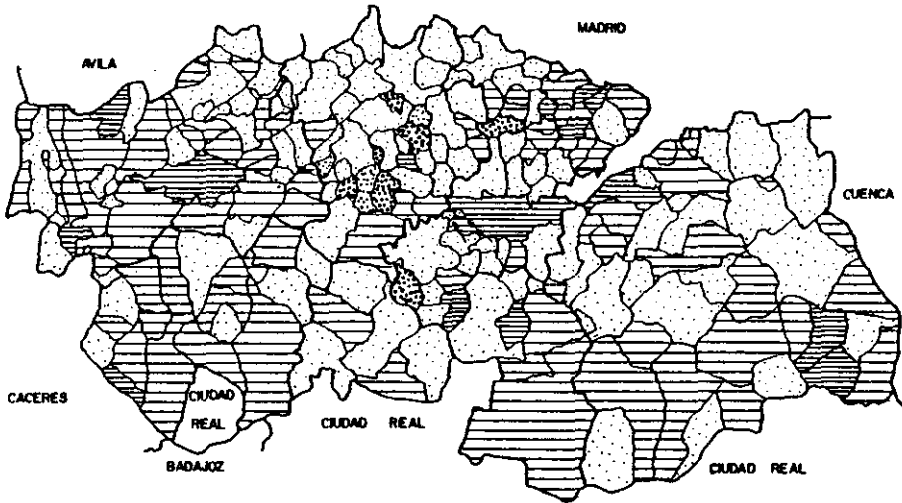 MADRID
AVILA
CUENCA
CACERES
CIUDAD
REAL
CIUDAD REAL
BADAJOZ
CIUDAD REAL